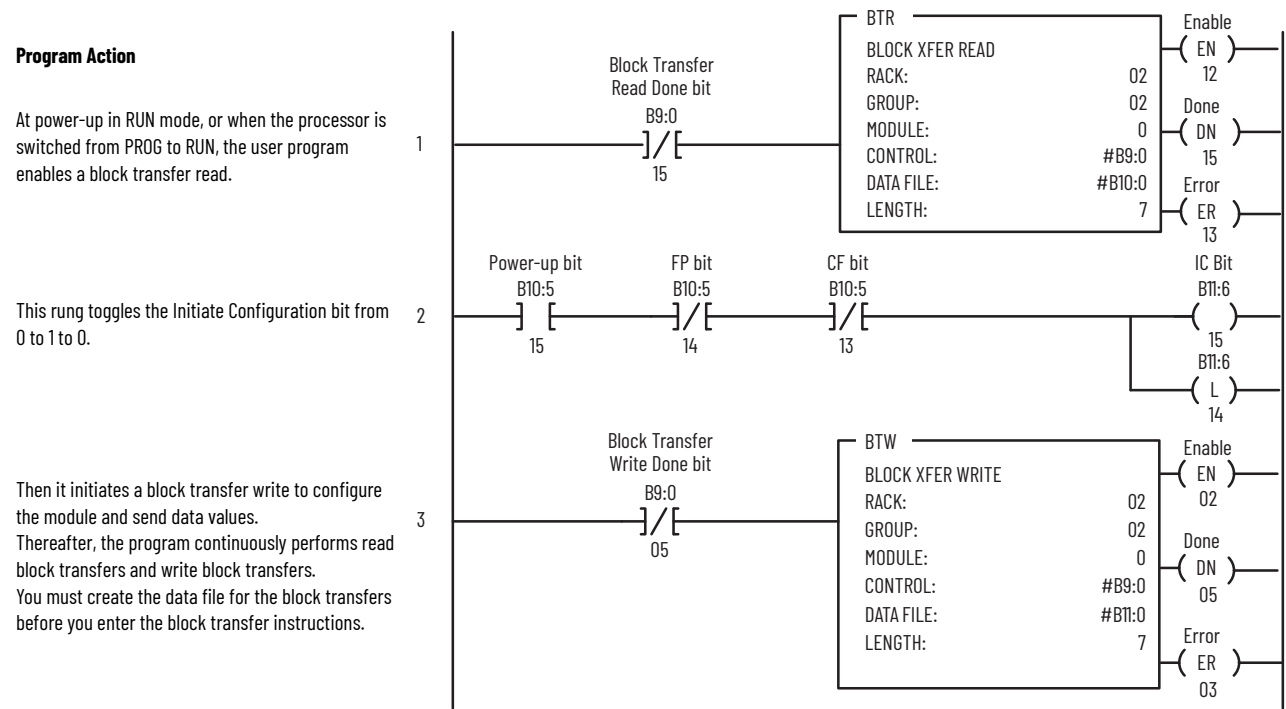 Program Action
At power-up in RUN mode, or when the processor is
switched from PROG to RUN, the user program
enables a block transfer read.
1
Block Transfer
Read Done bit
B9:0
15
BTR
BLOCK XFER READ
RACK: 02
GROUP: 02
MODULE: 0
CONTROL: #B9:0
DATA FILE: #B10:0
LENGTH: 7
Enable
EN
12
Done
DN
15
Error
ER
13
This rung toggles the Initiate Configuration bit from
0 to 1 to 0.
2
Power-up bit
B10:5
15
FP bit
B10:5
14
CF bit
B10:5
13
IC Bit
B11:6
15
B11:6
L
14
Then it initiates a block transfer write to configure
the module and send data values.
Thereafter, the program continuously performs read
block transfers and write block transfers.
You must create the data file for the block transfers
before you enter the block transfer instructions.
3
Block Transfer
Write Done bit
B9:0
05
BTW
BLOCK XFER WRITE
RACK: 02
GROUP: 02
MODULE: 0
CONTROL: #B9:0
DATA FILE: #B11:0
LENGTH: 7
Enable
EN
02
Done
DN
05
Error
ER
03